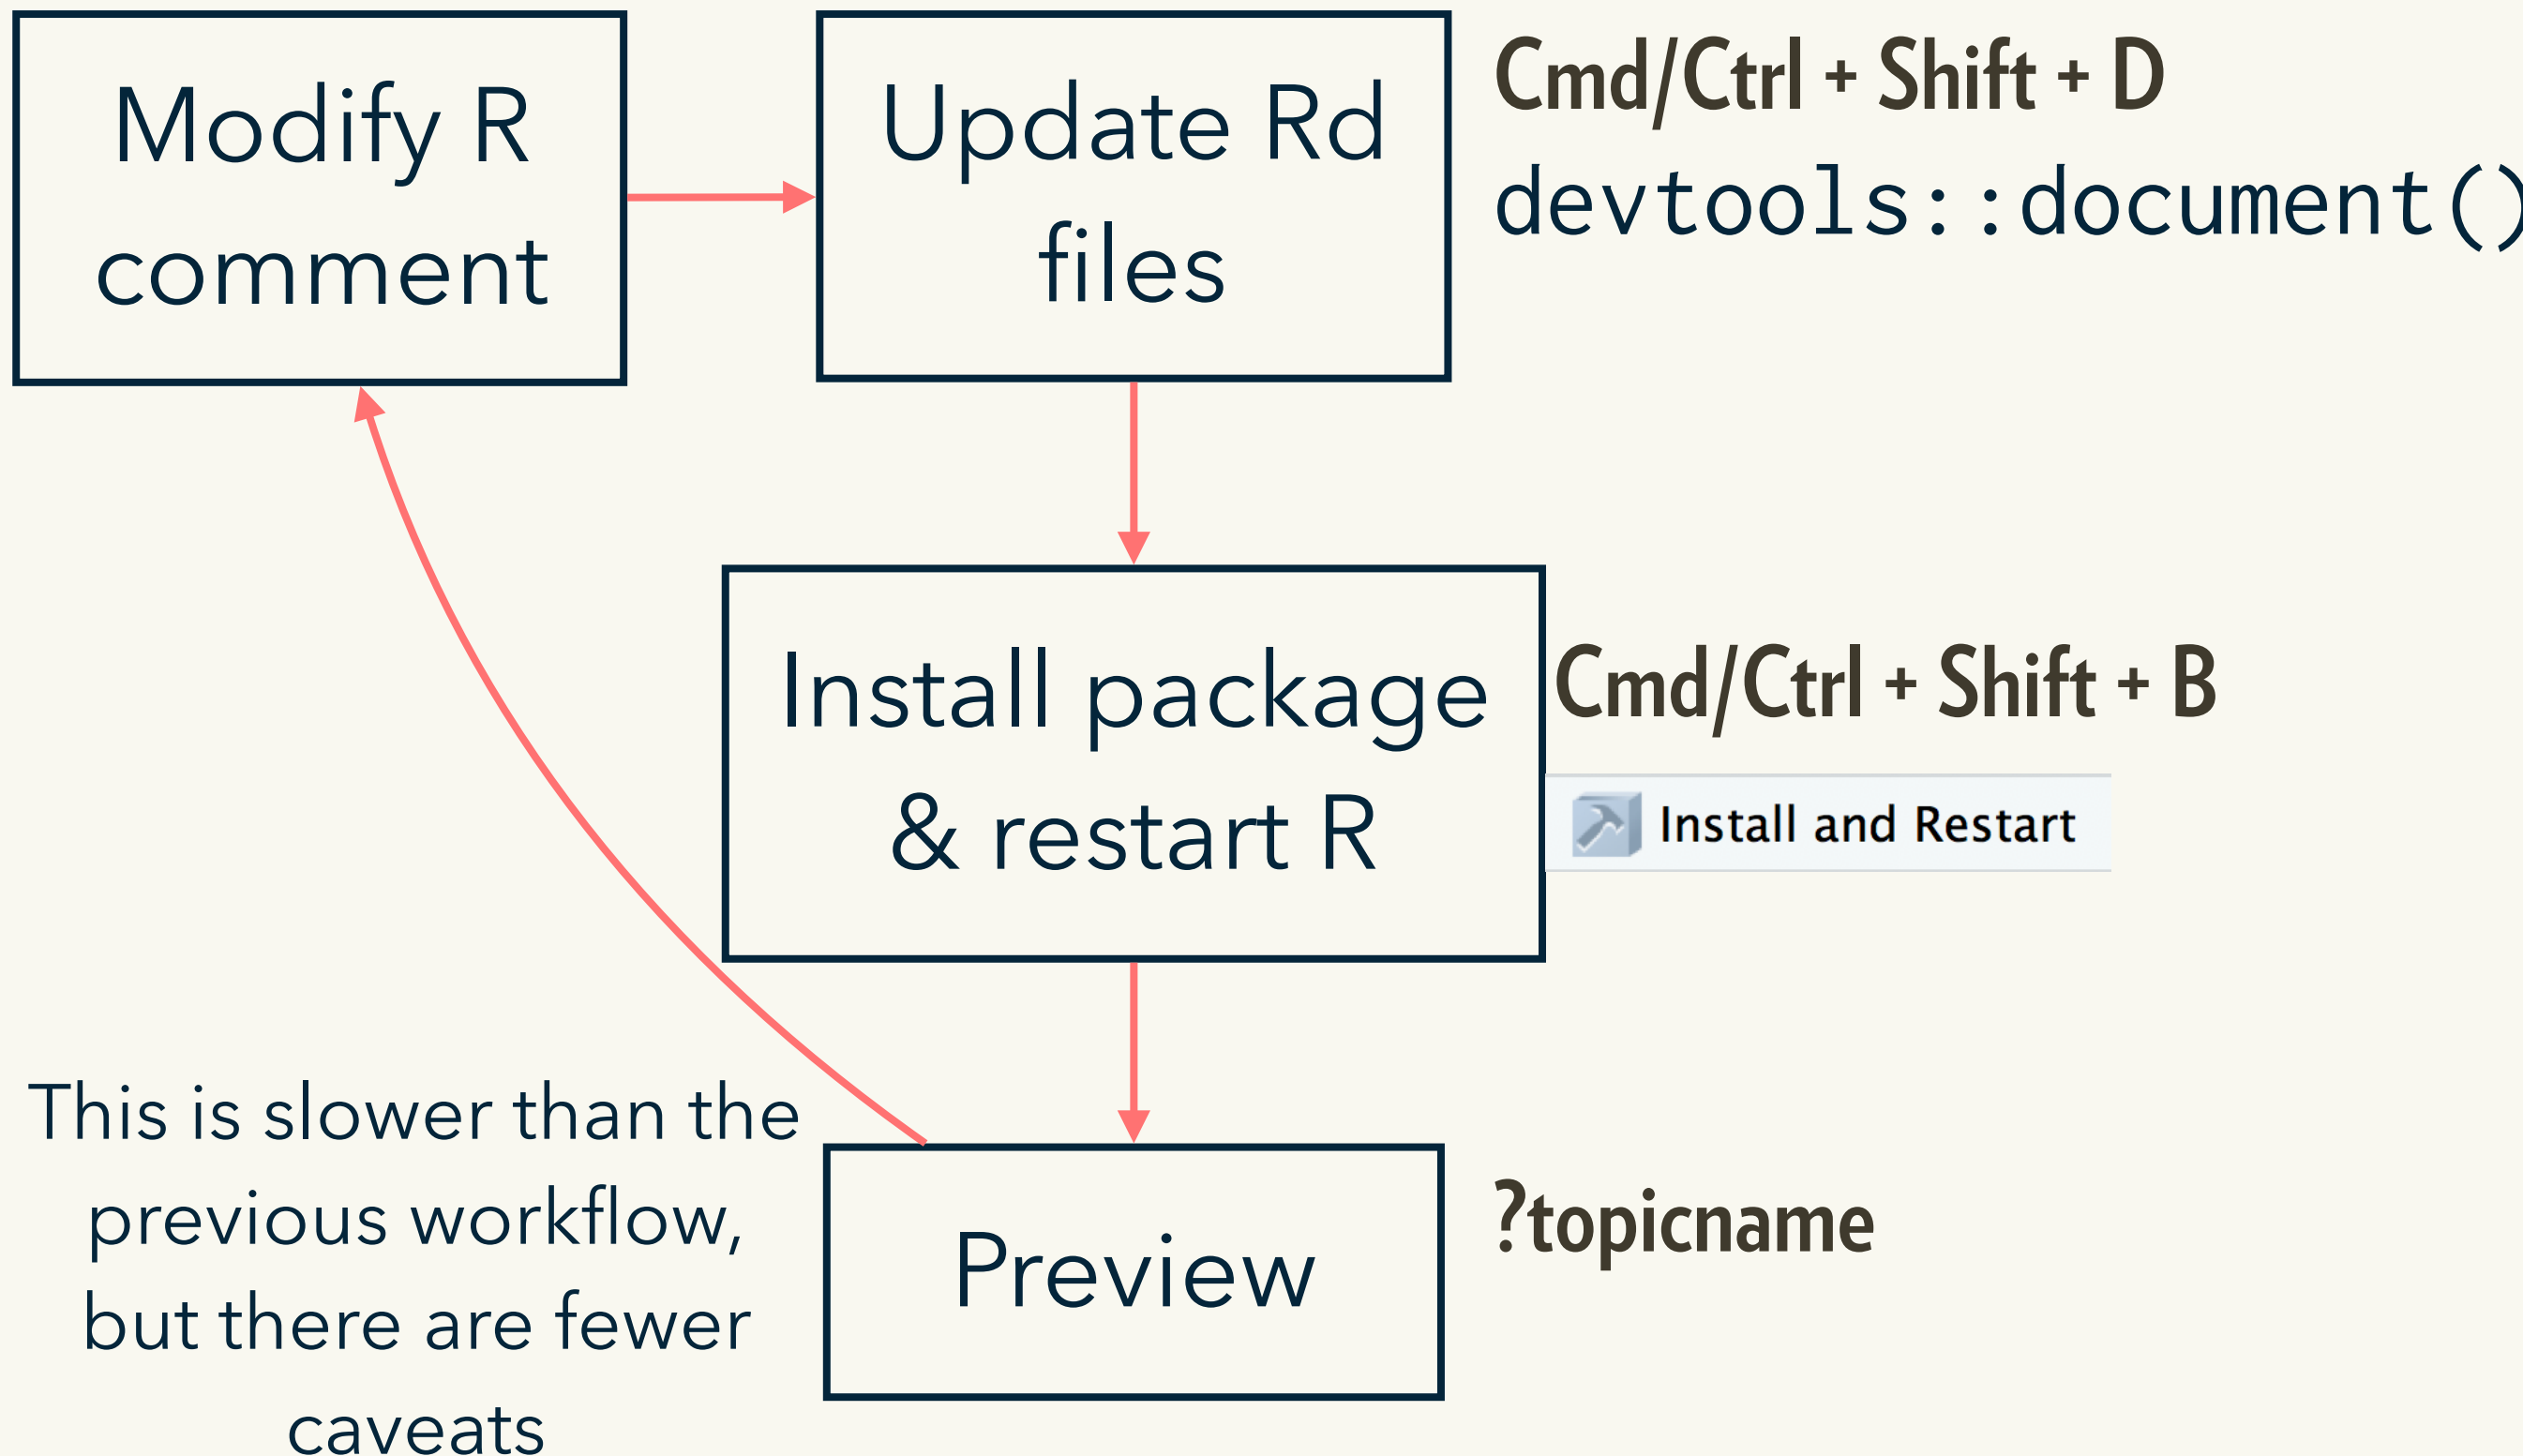 Modify R
comment
Update Rd
files
Cmd/Ctrl + Shift + D
devtools::document()
Install package
& restart R
Cmd/Ctrl + Shift + B
Install and Restart
This is slower than the
previous workflow,
but there are fewer
caveats
Preview
?topicname